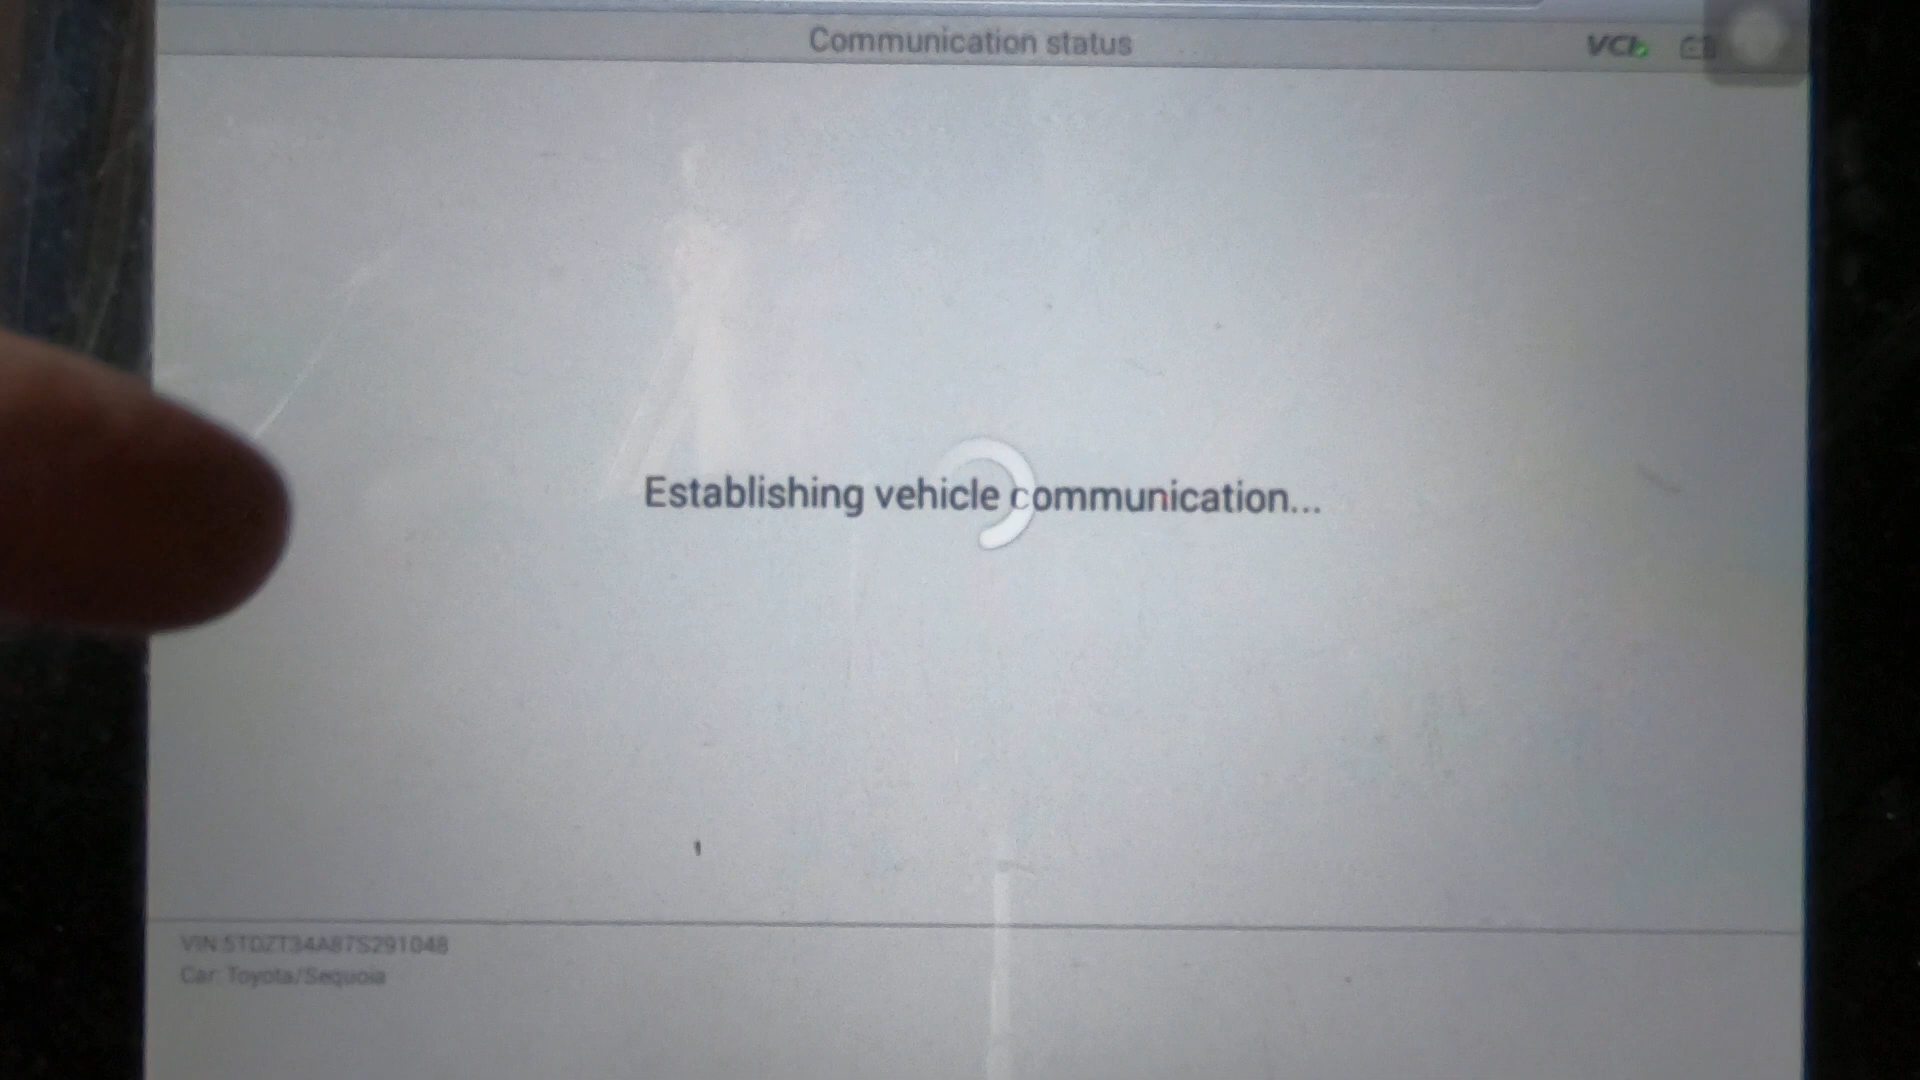 Communication status
VCI
Establishing vehicle communication...
VIN:5TDZT34A87S291048
Car: Toyota/Sequoia